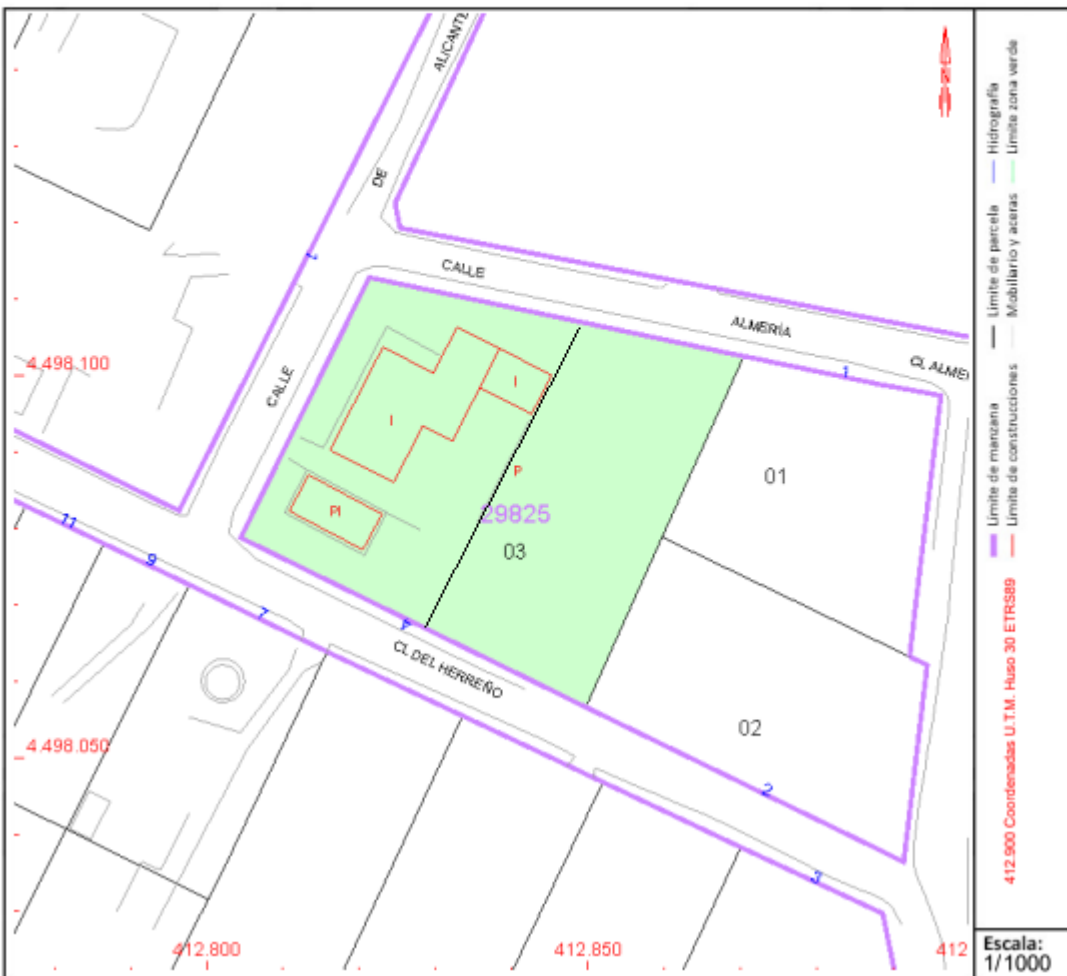 ALICANTE
DE
CALLE
ALMERÍA
CL ALME
1
7
4.498.100
CALLE
I
I
P
PI
29825
03
01
02
11
9
7
4
CL DEL HERREÑO
2
3
4.498.050
412.800
412.850
412
Límite de manzana
Límite de construcciones
Límite de parcela
Mobiliario y aceras
Hidrografía
Límite zona verde
412.900 Coordenadas U.T.M. Huso 30 ETRS89
Escala:
1/1000